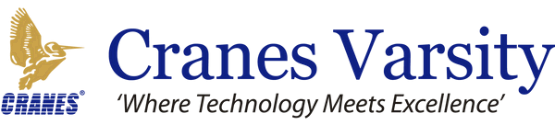 Cranes Varsity
CRANES®
'Where Technology Meets Excellence'